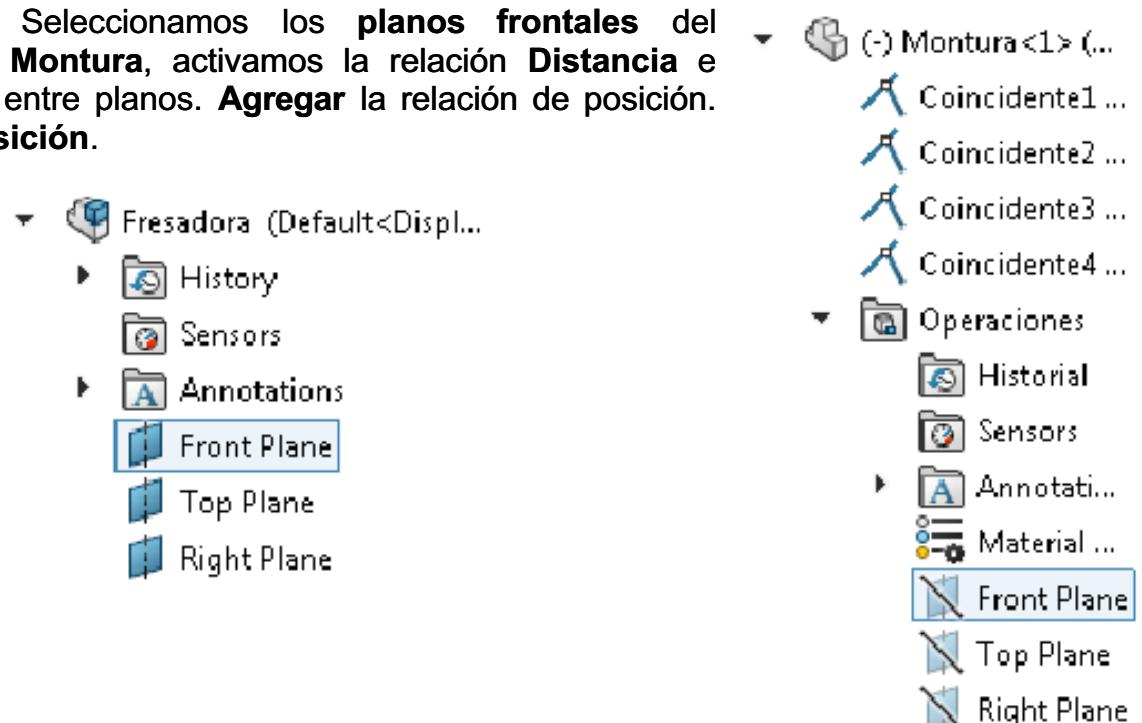 Seleccionamos los planos frontales del
Montura, activamos la relación Distancia e
entre planos. Agregar la relación de posición.
sición.
Fresadora (Default<Displ...
History
Sensors
Annotations
Front Plane
Top Plane
Right Plane
(-) Montura<1> (...
Coincidente1 ...
Coincidente2 ...
Coincidente3 ...
Coincidente4 ...
Operaciones
Historial
Sensors
Annotati...
Material ...
Front Plane
Top Plane
Right Plane